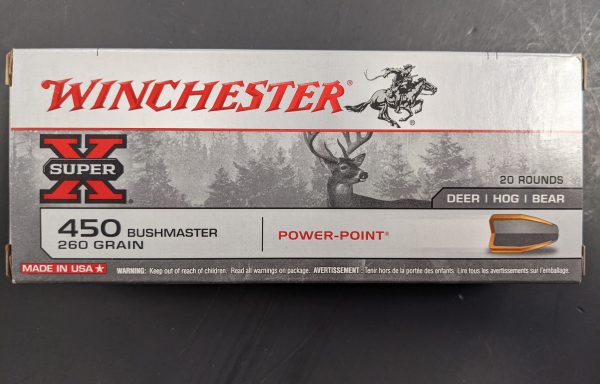 WINCHESTER®
®
SUPER X®
20 ROUNDS
DEER | HOG | BEAR
450 BUSHMASTER
260 GRAIN
POWER-POINT®
MADE IN USA
WARNING: Keep out of reach of children. Read all warnings on package. AVERTISSEMENT: Tenir hors de la portée des enfants. Lire tous les avertissements sur l'emballage.